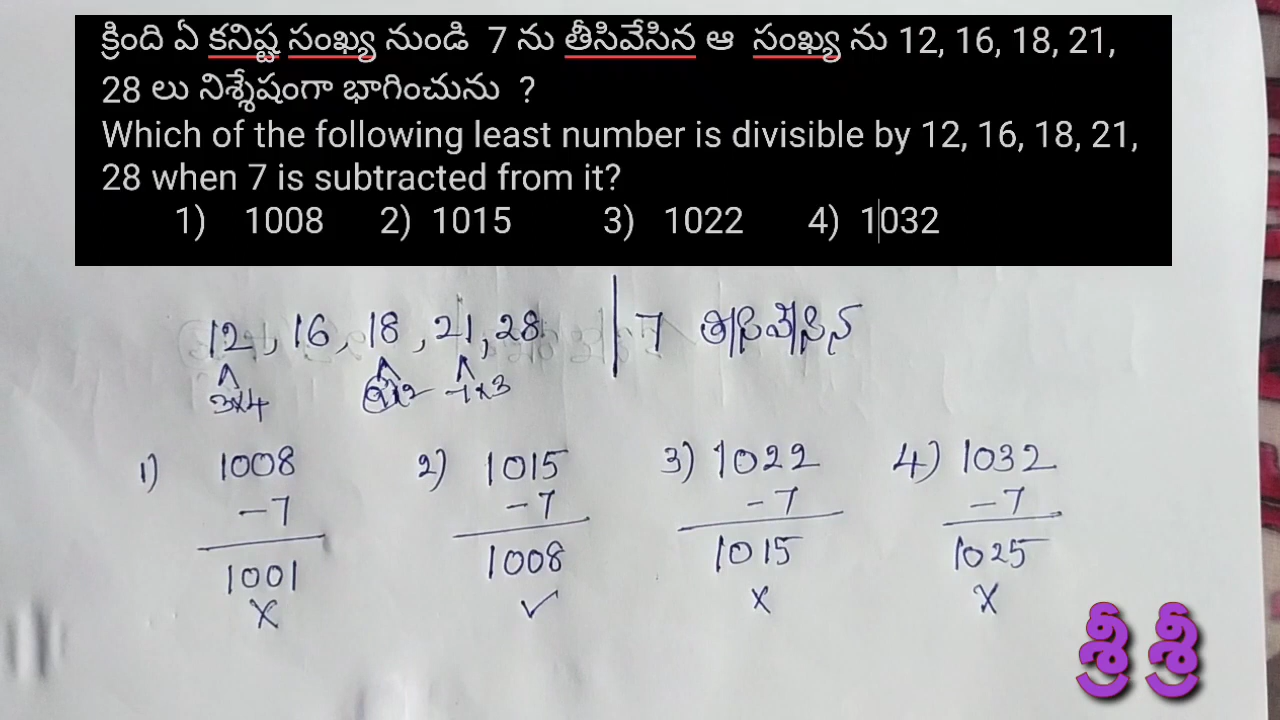 క్రింది ఏ కనిష్ట సంఖ్య నుండి 7 ను తీసివేసిన ఆ సంఖ్య ను 12, 16, 18, 21,
28 లు నిశ్శేషంగా భాగించును ?
Which of the following least number is divisible by 12, 16, 18, 21,
28 when 7 is subtracted from it?
1) 1008 2) 1015 3) 1022 4) 1032
12, 16, 18, 21, 28 | 7 తీసివేసిన
3x4 7x3
1) 1008 2) 1015 3) 1022 4) 1032
-7 -7 -7 -7
1001 1008 1015 1025
x ✓ x x
శ్రీ శ్రీ